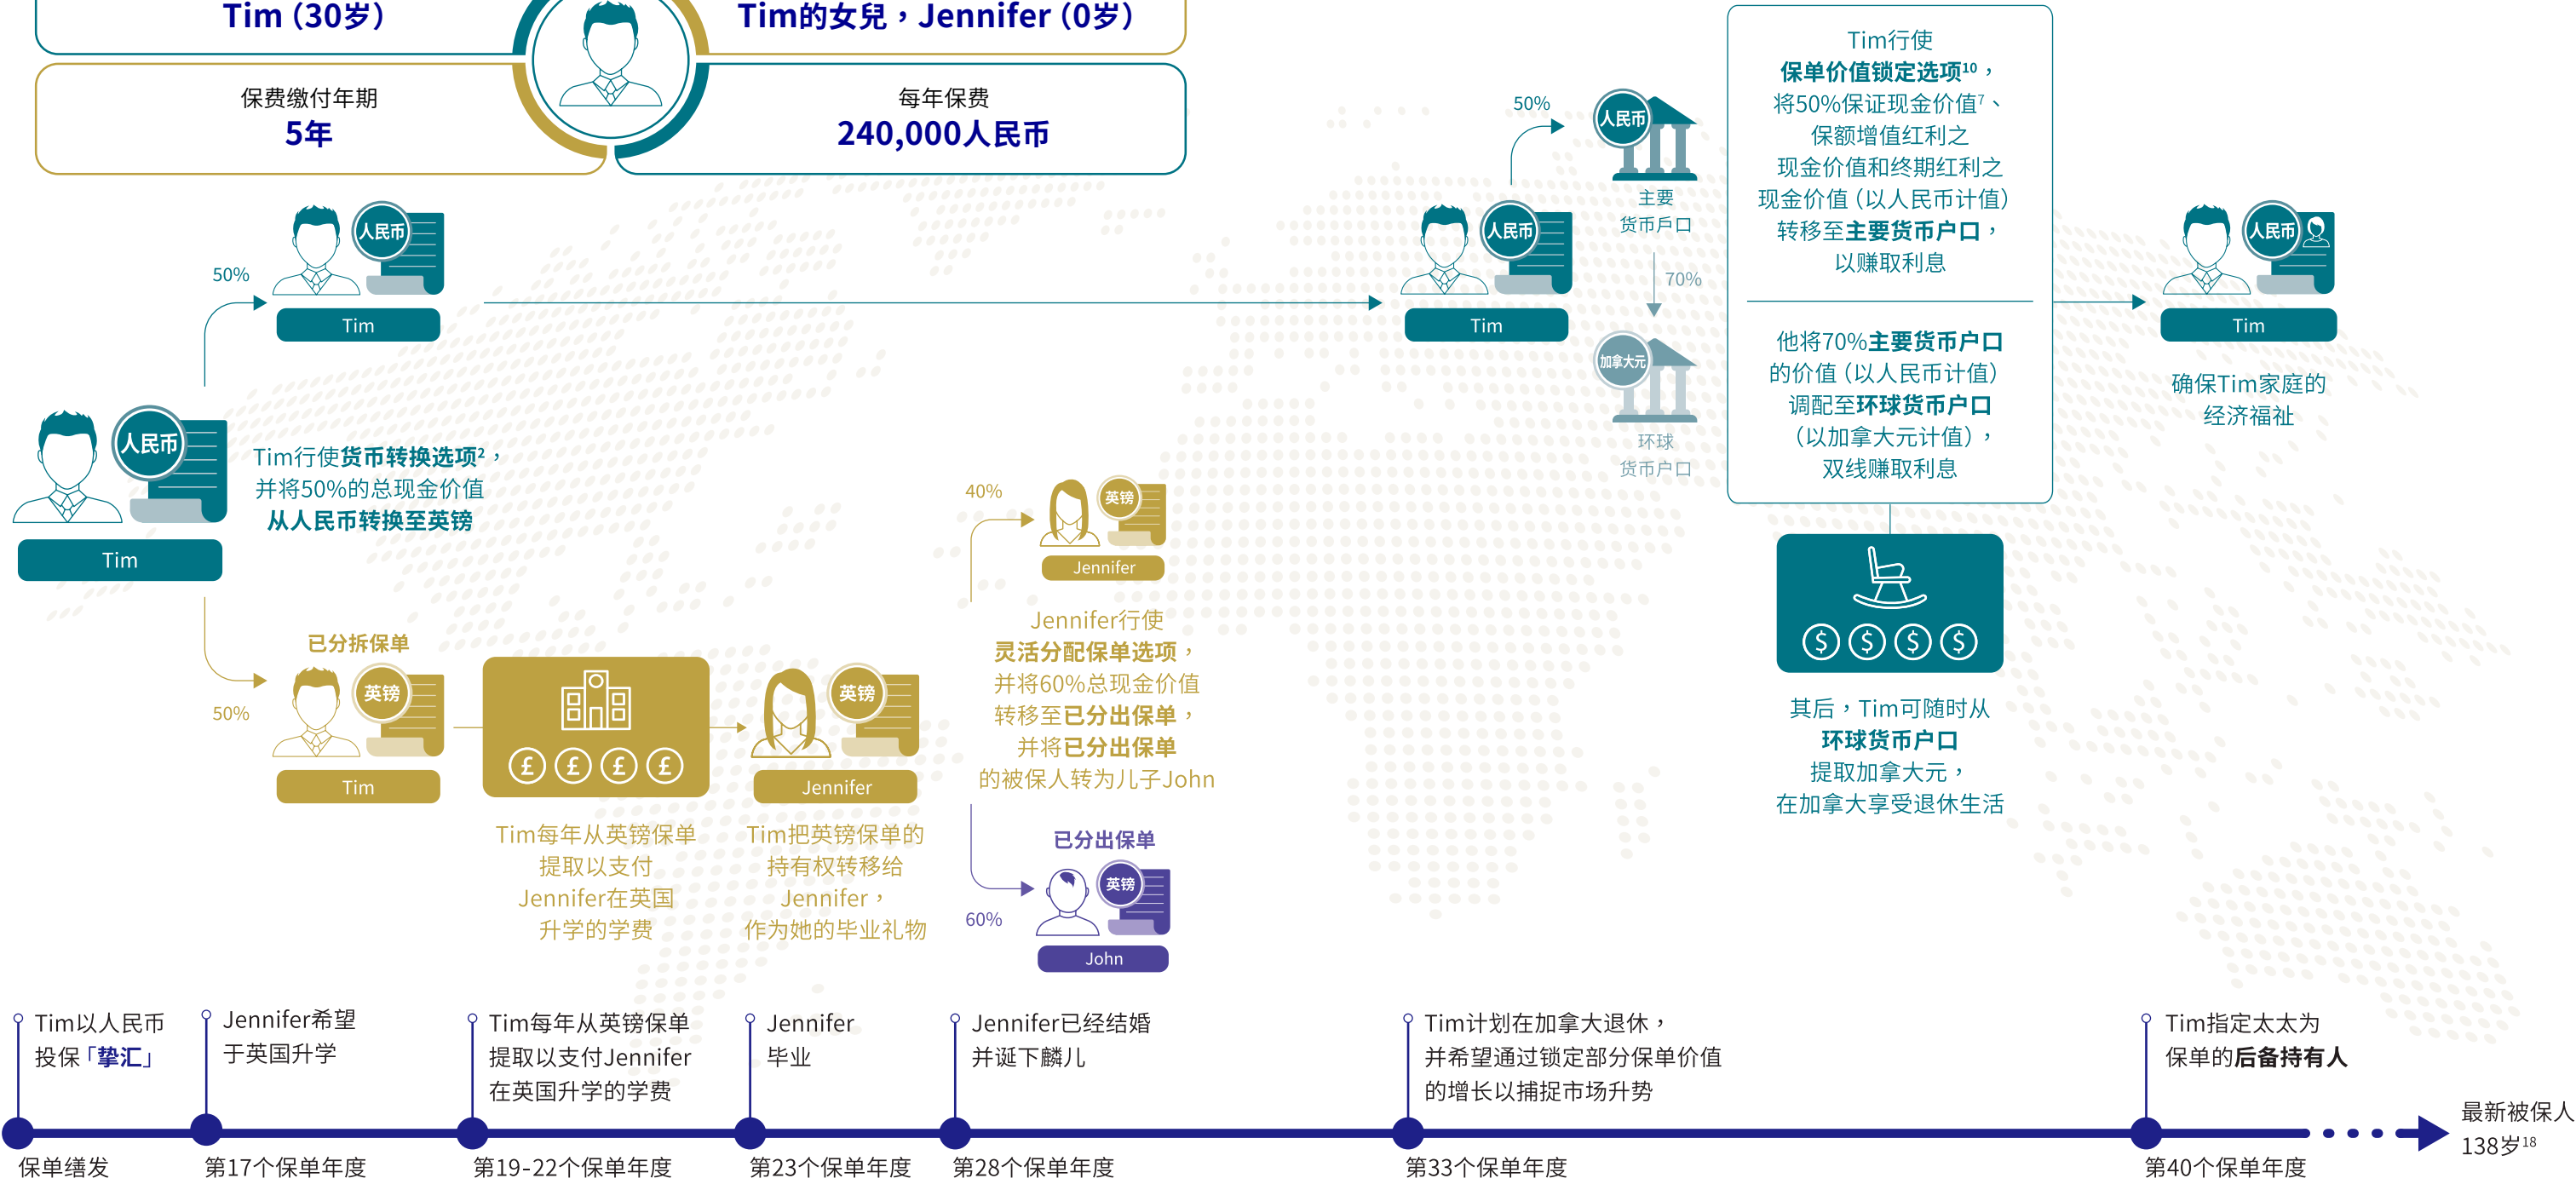 Tim（30岁）
Tim的女兒，Jennifer（0岁）
保费缴付年期
5年
每年保费
240,000人民币
人民币
50%
Tim
人民币
Tim
Tim行使货币转换选项²，
并将50%的总现金价值
从人民币转换至英镑
已分拆保单
50%
英镑
Tim
££££
Tim每年从英镑保单
提取以支付
Jennifer在英国
升学的学费
英镑
Jennifer
Tim把英镑保单的
持有权转移给
Jennifer，
作为她的毕业礼物
40%
英镑
Jennifer
Jennifer行使
灵活分配保单选项，
并将60%总现金价值
转移至已分出保单，
并将已分出保单
的被保人转为儿子John
已分出保单
60%
英镑
John
人民币
Tim
50%
人民币
主要
货币戶口
70%
加拿大元
环球
货币户口
Tim行使
保单价值锁定选项¹⁰，
将50%保证现金价值⁷、
保额增值红利之
现金价值和终期红利之
现金价值（以人民币计值）
转移至主要货币户口，
以赚取利息
他将70%主要货币户口
的价值（以人民币计值）
调配至环球货币户口
（以加拿大元计值），
双线赚取利息
$$$$
其后，Tim可随时从
环球货币户口
提取加拿大元，
在加拿大享受退休生活
人民币
Tim
确保Tim家庭的
经济福祉
Tim以人民币
投保「挚汇」
保单缮发
Jennifer希望
于英国升学
第17个保单年度
Tim每年从英镑保单
提取以支付Jennifer
在英国升学的学费
第19-22个保单年度
Jennifer
毕业
第23个保单年度
Jennifer已经结婚
并诞下麟儿
第28个保单年度
Tim计划在加拿大退休，
并希望通过锁定部分保单价值
的增长以捕捉市场升势
第33个保单年度
Tim指定太太为
保单的后备持有人
第40个保单年度
最新被保人
138岁¹⁸